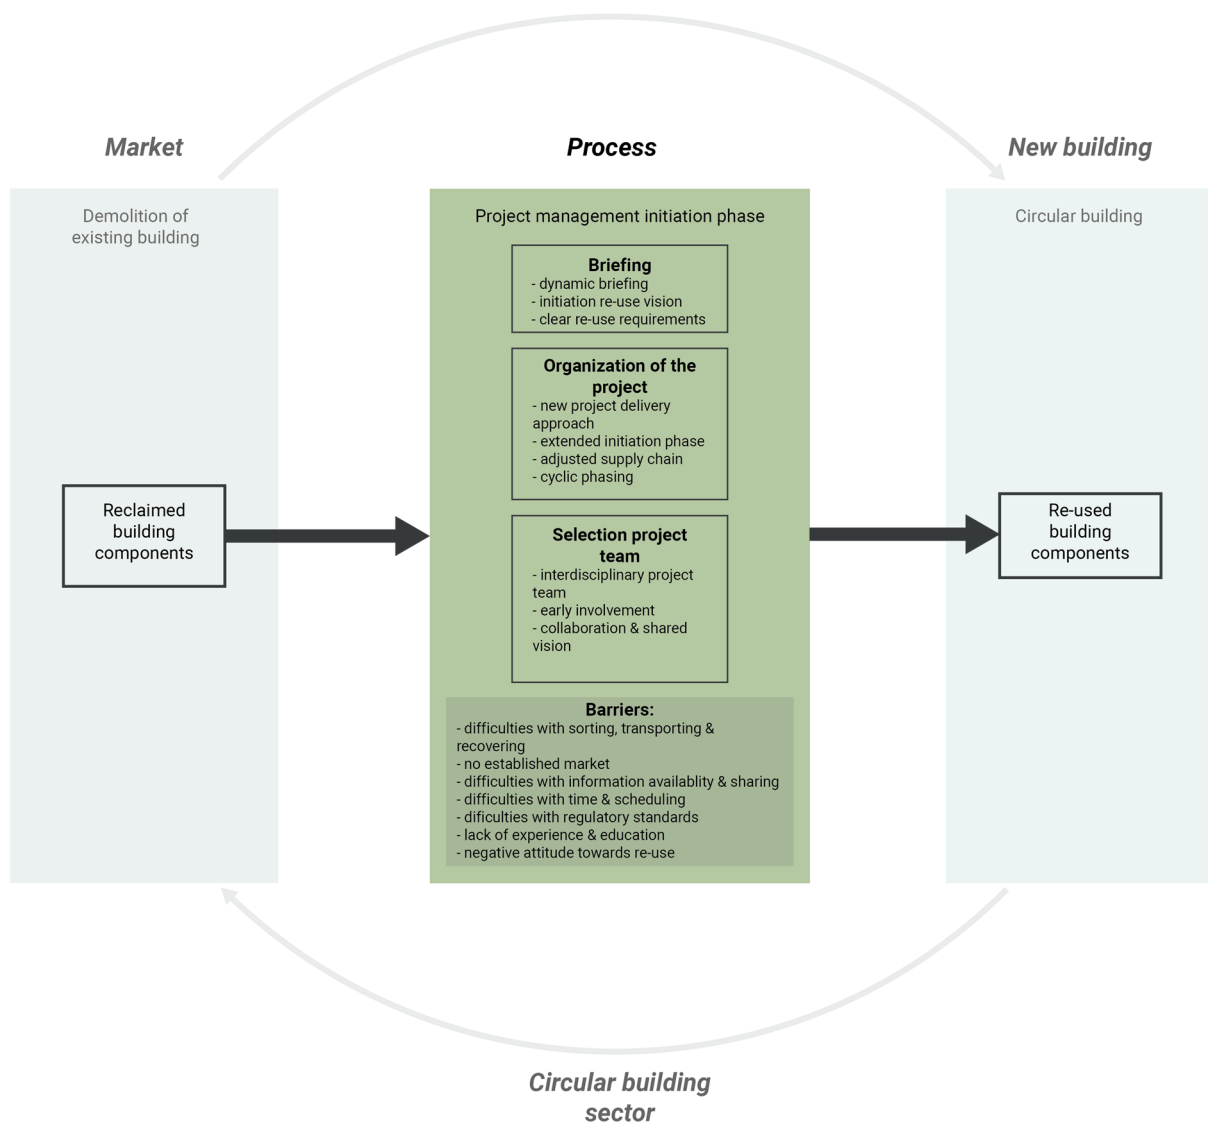 Market
Process
New building
Demolition of
existing building
Project management initiation phase
Circular building
Briefing
- dynamic briefing
- initiation re-use vision
- clear re-use requirements
Organization of the
project
- new project delivery
approach
- extended initiation phase
- adjusted supply chain
- cyclic phasing
Reclaimed
building
components
Re-used
building
components
Selection project
team
- interdisciplinary project
team
- early involvement
- collaboration & shared
vision
Barriers:
- difficulties with sorting, transporting &
recovering
- no established market
- difficulties with information availablity & sharing
- difficulties with time & scheduling
- dificulties with regulatory standards
- lack of experience & education
- negative attitude towards re-use
Circular building
sector